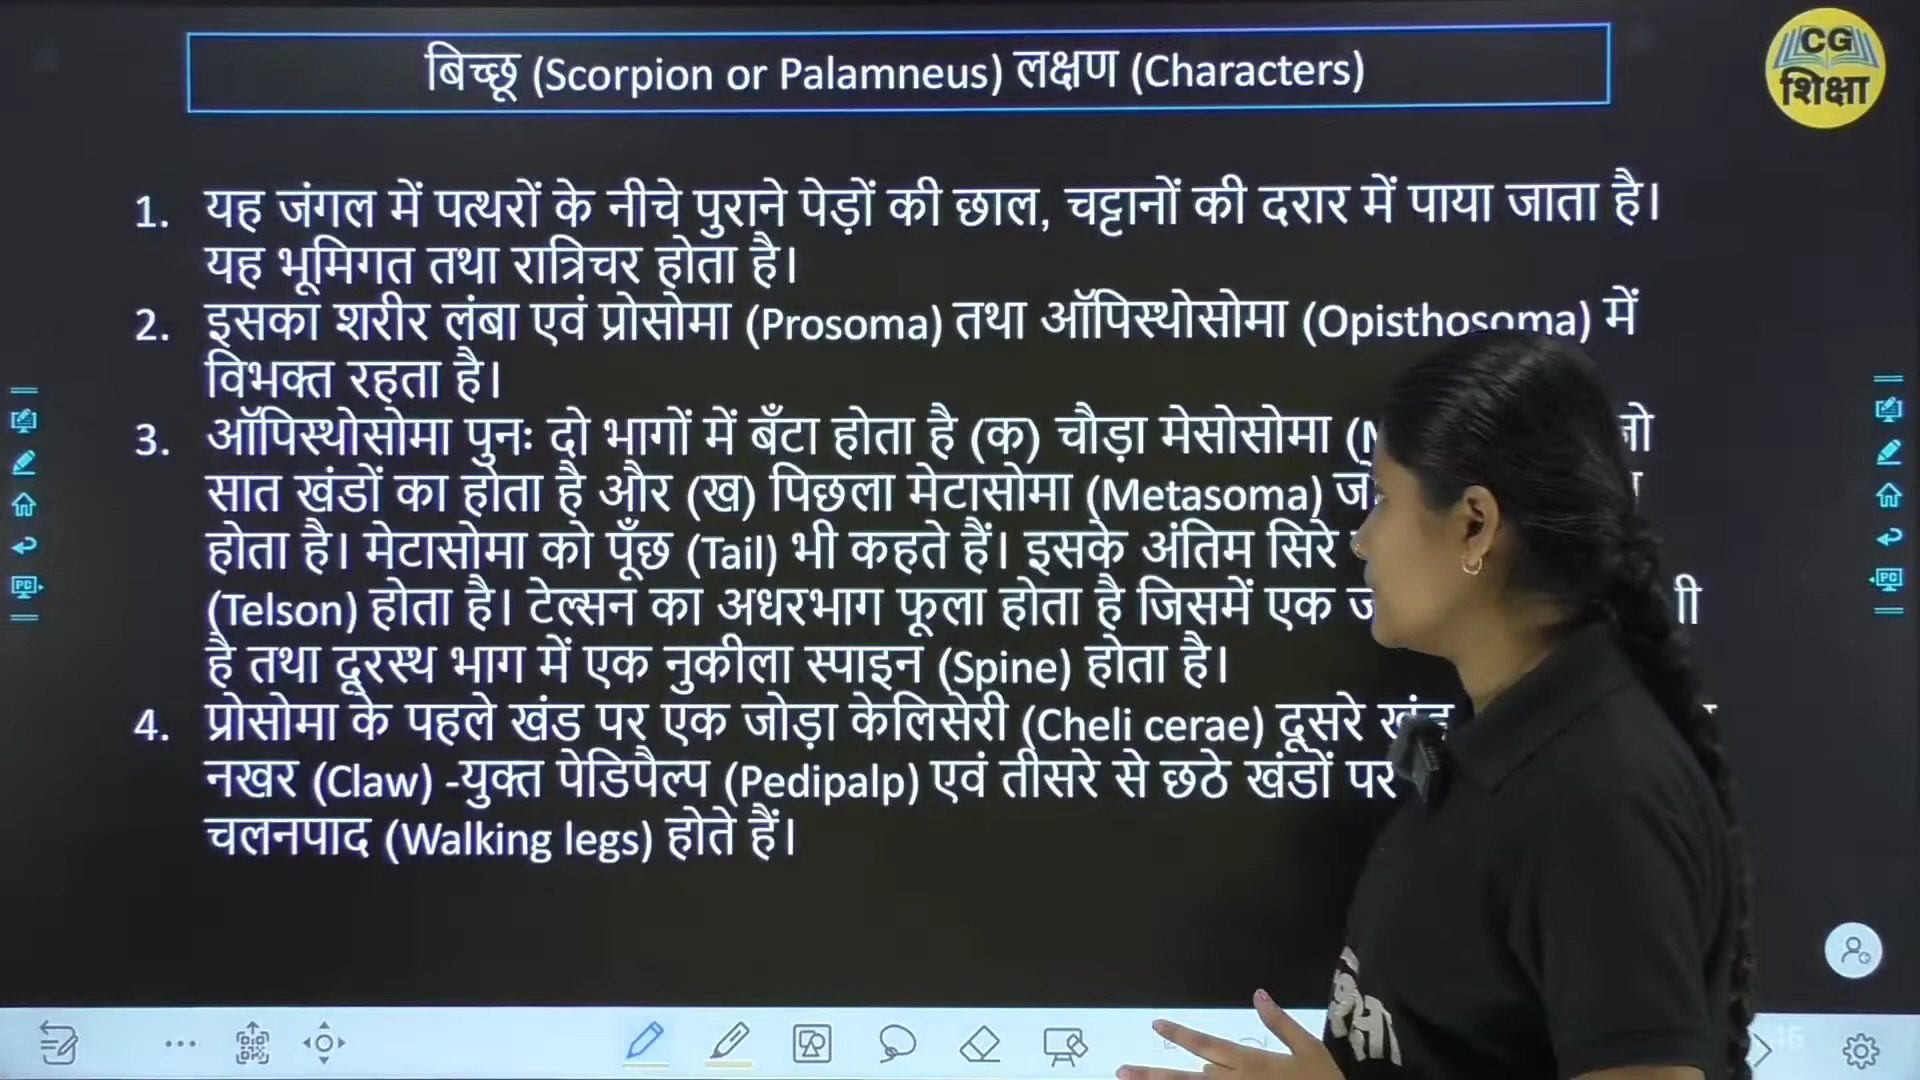 बिच्छू (Scorpion or Palamneus) लक्षण (Characters)
CG
शिक्षा
1. यह जंगल में पत्थरों के नीचे पुराने पेड़ों की छाल, चट्टानों की दरार में पाया जाता है।
यह भूमिगत तथा रात्रिचर होता है।
2. इसका शरीर लंबा एवं प्रोसोमा (Prosoma) तथा ऑपिस्थोसोमा (Opisthosoma) में
विभक्त रहता है।
3. ऑपिस्थोसोमा पुनः दो भागों में बँटा होता है (क) चौड़ा मेसोसोमा
सात खंडों का होता है और (ख) पिछला मेटासोमा (Metasoma)
होता है। मेटासोमा को पूँछ (Tail) भी कहते हैं। इसके अंतिम सिरे
(Telson) होता है। टेल्सन का अधरभाग फूला होता है जिसमें एक
है तथा दूरस्थ भाग में एक नुकीला स्पाइन (Spine) होता है।
4. प्रोसोमा के पहले खंड पर एक जोड़ा केलिसेरी (Cheli cerae) दूसरे खंड
नखर (Claw) -युक्त पेडिपैल्प (Pedipalp) एवं तीसरे से छठे खंडों पर
चलनपाद (Walking legs) होते हैं।
PC
PC